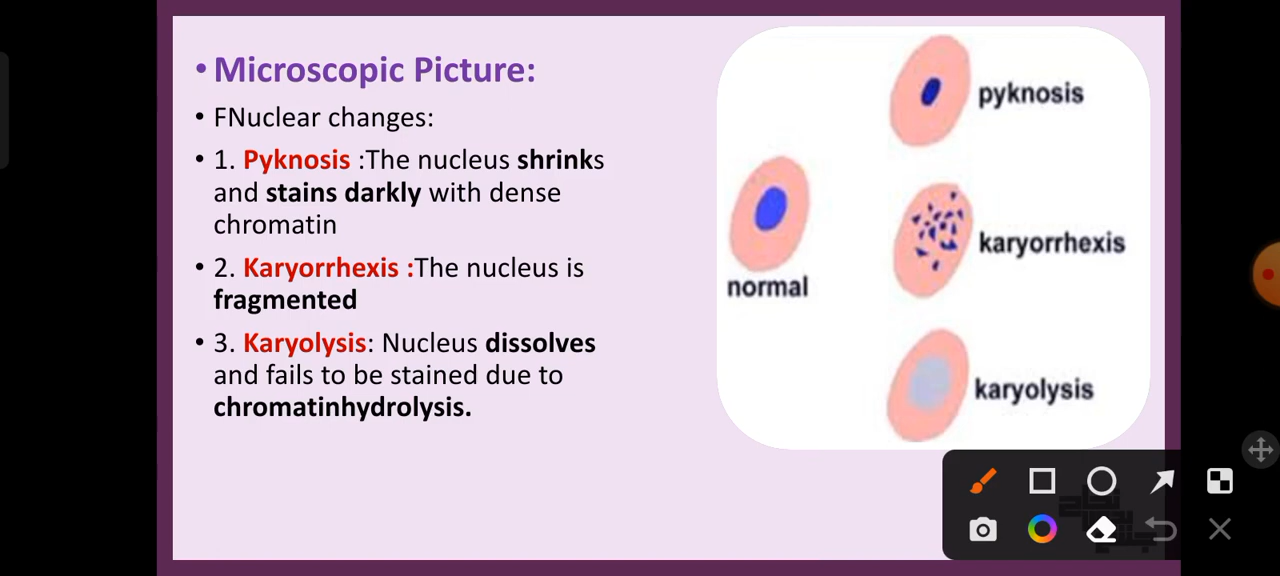 • Microscopic Picture:
• FNuclear changes:
• 1. Pyknosis :The nucleus shrinks
and stains darkly with dense
chromatin
• 2. Karyorrhexis :The nucleus is
fragmented
• 3. Karyolysis: Nucleus dissolves
and fails to be stained due to
chromatinhydrolysis.
pyknosis
karyorrhexis
normal
karyolysis